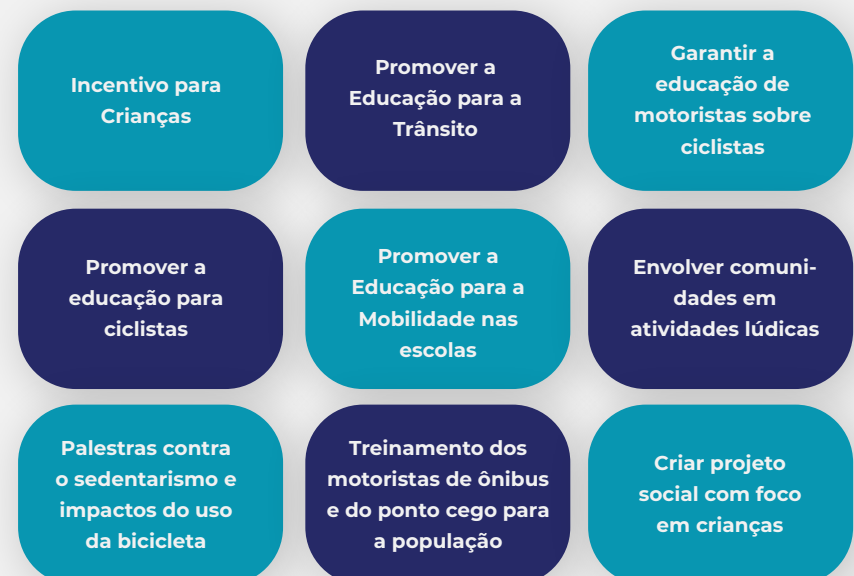 Incentivo para
Crianças
Promover a
Educação para a
Trânsito
Garantir a
educação de
motoristas sobre
ciclistas
Promover a
educação para
ciclistas
Promover a
Educação para a
Mobilidade nas
escolas
Envolver comuni-
dades em
atividades lúdicas
Palestras contra
o sedentarismo e
impactos do uso
da bicicleta
Treinamento dos
motoristas de ônibus
e do ponto cego para
a população
Criar projeto
social com foco
em crianças